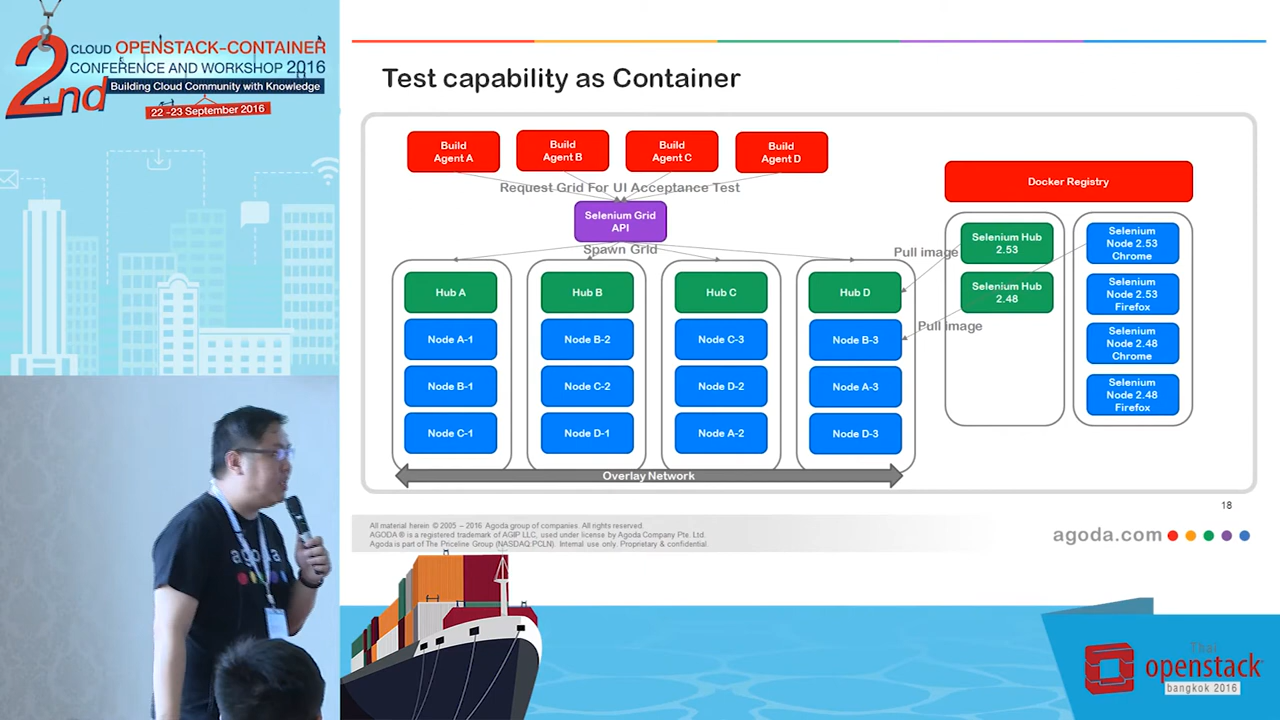 2nd
CLOUD OPENSTACK-CONTAINER
CONFERENCE AND WORKSHOP 2016
Building Cloud Community with Knowledge
22 -23 September 2016
Test capability as Container
Build
Agent A
Build
Agent B
Build
Agent C
Build
Agent D
Request Grid For UI Acceptance Test
Selenium Grid
API
Spawn Grid
Hub A
Hub B
Hub C
Hub D
Node A-1
Node B-2
Node C-3
Node B-3
Node B-1
Node C-2
Node D-2
Node A-3
Node C-1
Node D-1
Node A-2
Node D-3
Overlay Network
Docker Registry
Pull image
Pull image
Selenium Hub
2.53
Selenium Hub
2.48
Selenium
Node 2.53
Chrome
Selenium
Node 2.53
Firefox
Selenium
Node 2.48
Chrome
Selenium
Node 2.48
Firefox
18
All material herein © 2005 – 2016 Agoda group of companies. All rights reserved.
AGODA ® is a registered trademark of AGIP LLC, used under license by Agoda Company Pte. Ltd.
Agoda is part of The Priceline Group (NASDAQ:PCLN). Internal use only. Proprietary & confidential.
agoda.com
agoda
Thai
openstack
bangkok 2016